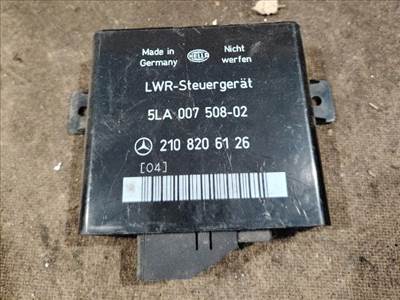 Made in Germany
HELLA
Nicht werfen
LWR-Steuergerät
5LA 007 508-02
210 820 61 26
[04]